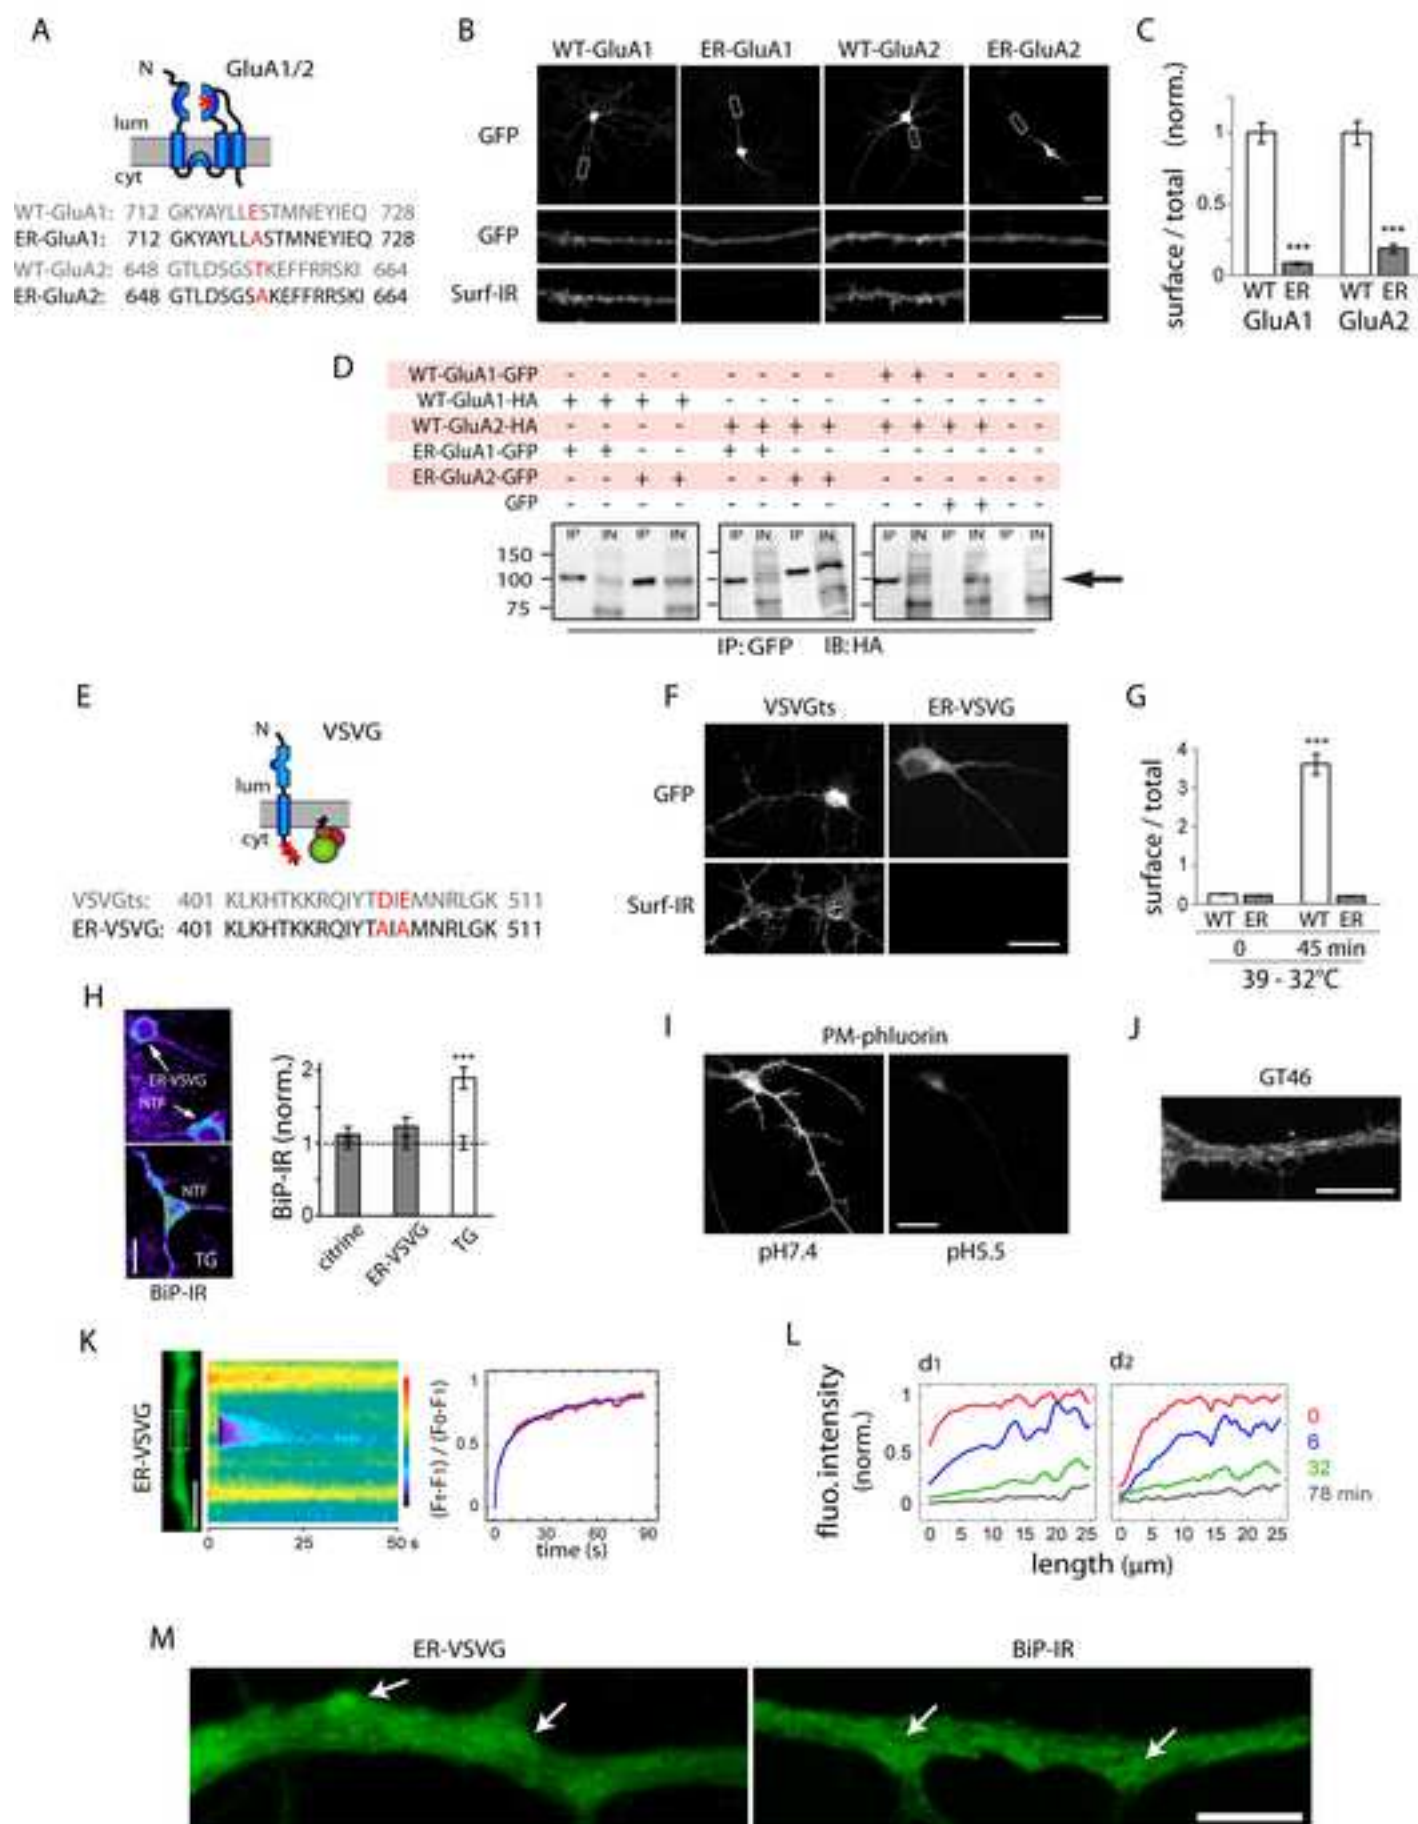 A
N
GluA1/2
lum
cyt
WT-GluA1: 712 GKYAYLLESTMNEYIEQ 728
ER-GluA1: 712 GKYAYLLASTMNEYIEQ 728
WT-GluA2: 648 GTLDSGSTKEFFRRSKI 664
ER-GluA2: 648 GTLDSGSAKEFFRRSKI 664
B
WT-GluA1 ER-GluA1 WT-GluA2 ER-GluA2
GFP
GFP
Surf-IR
C
surface / total (norm.)
1
0.5
0
*** ***
WT ER WT ER
GluA1 GluA2
D
WT-GluA1-GFP - - - - - - - - + + - - - -
WT-GluA1-HA + + + + - - - - - - - - - -
WT-GluA2-HA - - - - + + + + + + + + - -
ER-GluA1-GFP + + - - + + - - - - - - - -
ER-GluA2-GFP - - + + - - + + - - - - - -
GFP - - - - - - - - - - + + - -
IP IN IP IN IP IN IP IN IP IN IP IN IP IN
150
100
75
IP: GFP IB: HA
E
N
VSVG
lum
cyt
VSVGts: 401 KLKHTKKRQIYTDIEMNRLGK 511
ER-VSVG: 401 KLKHTKKRQIYTAIAMNRLGK 511
F
VSVGts ER-VSVG
GFP
Surf-IR
G
surface / total
4
3
2
1
0
***
WT ER WT ER
0 45 min
39 - 32°C
H
ER-VSVG
NTF
NTF
TG
BiP-IR
BiP-IR (norm.)
2
1
0
***
citrine
ER-VSVG
TG
I
PM-phluorin
pH7.4 pH5.5
J
GT46
K
ER-VSVG
0 25 50 s
(Ft-F1) / (F0-F1)
1
0.5
0
0 30 60 90
time (s)
L
fluo. intensity
(norm.)
d1 d2
1
0.5
0
0 5 10 15 20 25 0 5 10 15 20 25
length (μm)
0
6
32
78 min
M
ER-VSVG BiP-IR